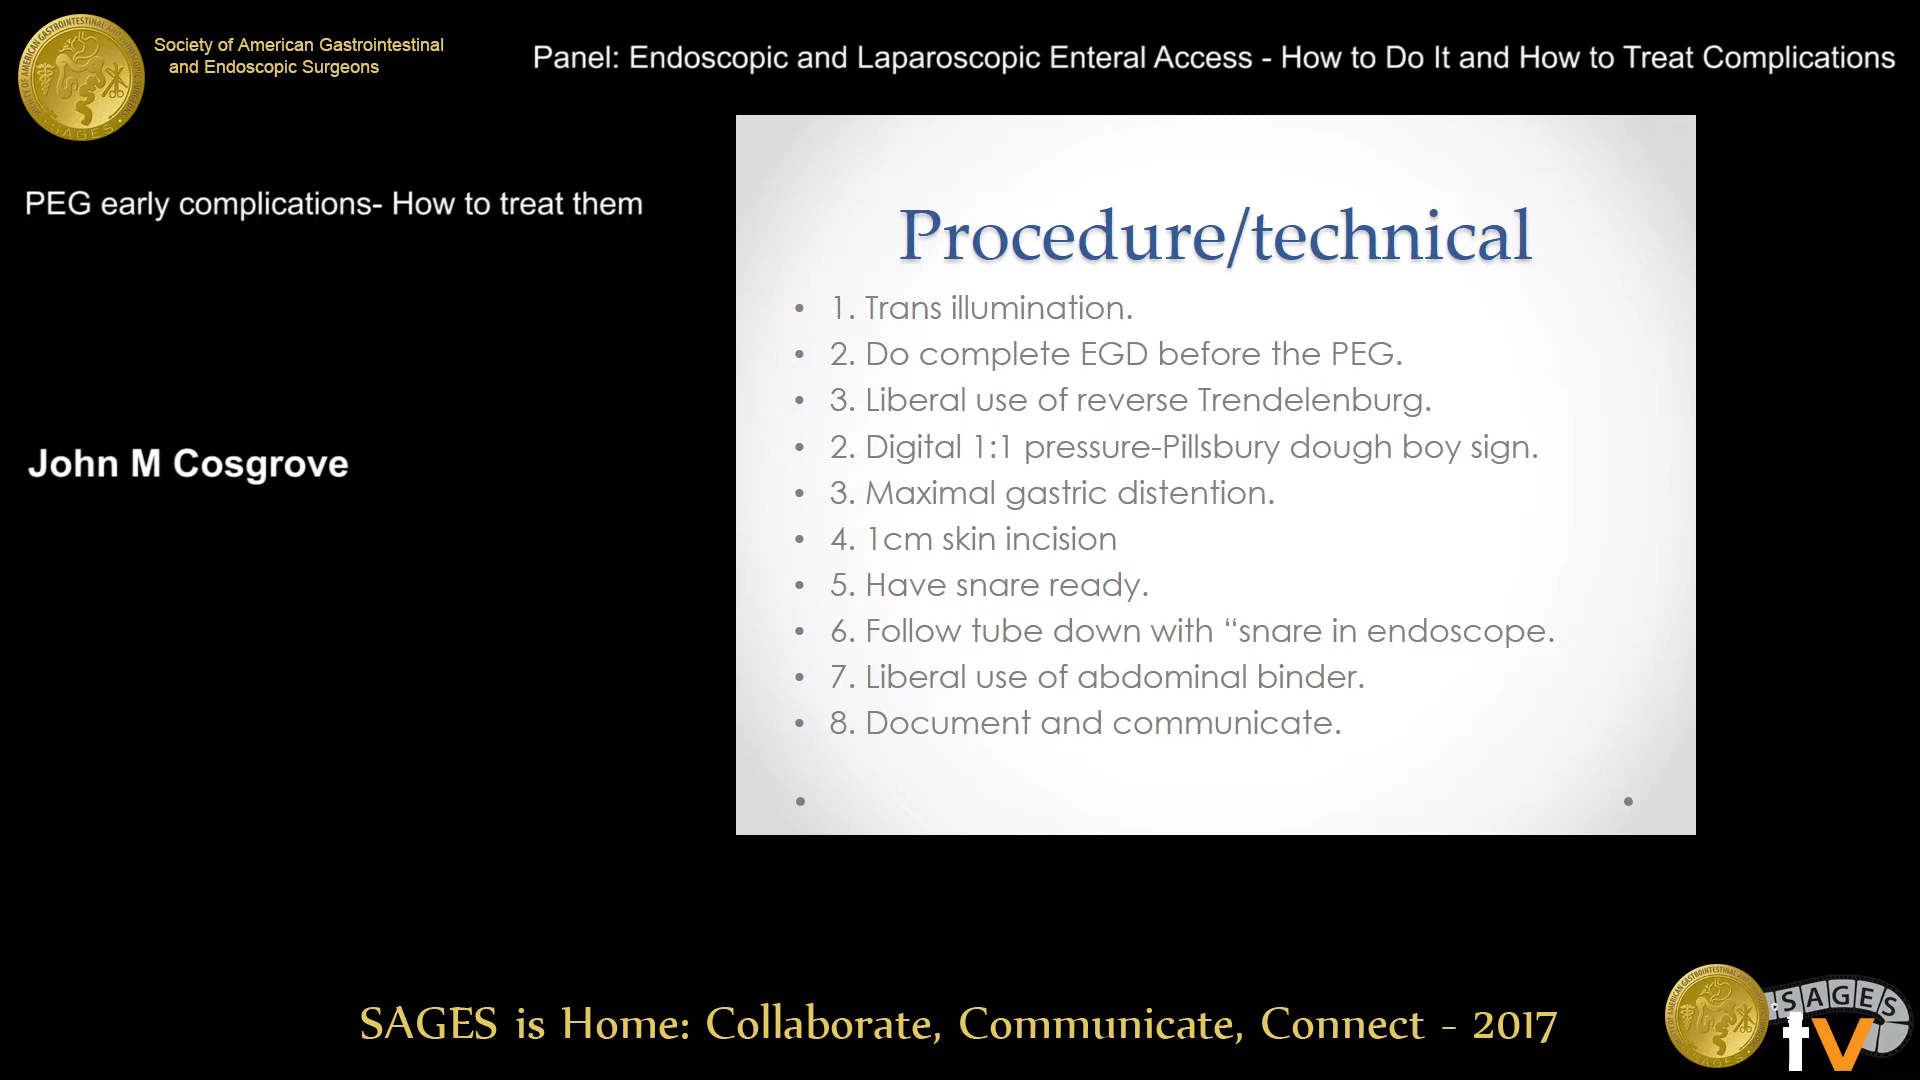 Society of American Gastrointestinal
and Endoscopic Surgeons
Panel: Endoscopic and Laparoscopic Enteral Access - How to Do It and How to Treat Complications
PEG early complications- How to treat them
John M Cosgrove
Procedure/technical
• 1. Trans illumination.
• 2. Do complete EGD before the PEG.
• 3. Liberal use of reverse Trendelenburg.
• 2. Digital 1:1 pressure-Pillsbury dough boy sign.
• 3. Maximal gastric distention.
• 4. 1cm skin incision
• 5. Have snare ready.
• 6. Follow tube down with “snare in endoscope.
• 7. Liberal use of abdominal binder.
• 8. Document and communicate.
SAGES is Home: Collaborate, Communicate, Connect - 2017
SAGES
tv